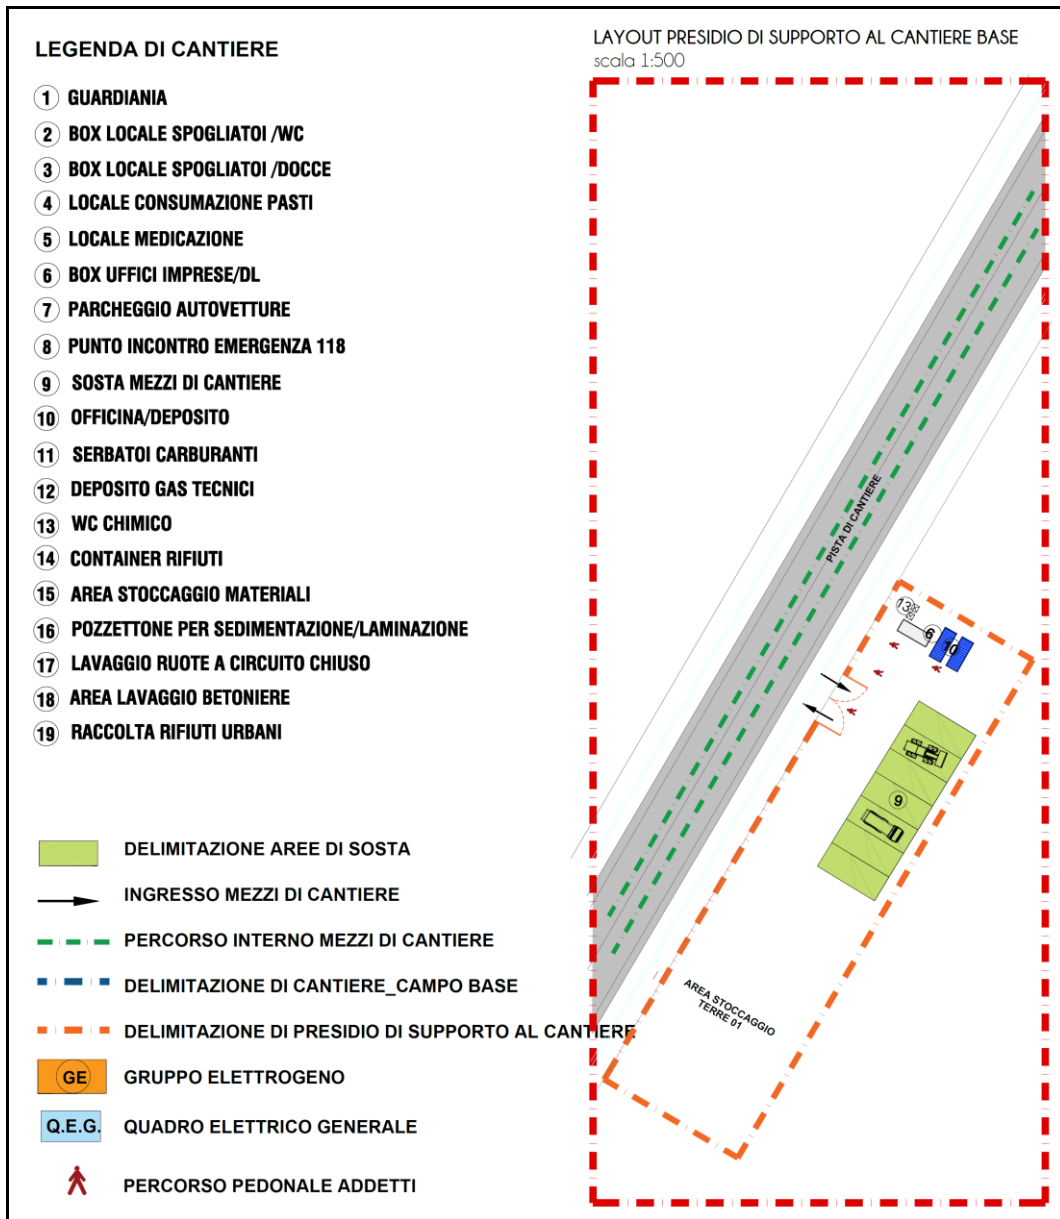 LEGENDA DI CANTIERE
1 GUARDIANIA
2 BOX LOCALE SPOGLIATOI /WC
3 BOX LOCALE SPOGLIATOI /DOCCE
4 LOCALE CONSUMAZIONE PASTI
5 LOCALE MEDICAZIONE
6 BOX UFFICI IMPRESE/DL
7 PARCHEGGIO AUTOVETTURE
8 PUNTO INCONTRO EMERGENZA 118
9 SOSTA MEZZI DI CANTIERE
10 OFFICINA/DEPOSITO
11 SERBATOI CARBURANTI
12 DEPOSITO GAS TECNICI
13 WC CHIMICO
14 CONTAINER RIFIUTI
15 AREA STOCCAGGIO MATERIALI
16 POZZETTONE PER SEDIMENTAZIONE/LAMINAZIONE
17 LAVAGGIO RUOTE A CIRCUITO CHIUSO
18 AREA LAVAGGIO BETONIERE
19 RACCOLTA RIFIUTI URBANI
DELIMITAZIONE AREE DI SOSTA
INGRESSO MEZZI DI CANTIERE
PERCORSO INTERNO MEZZI DI CANTIERE
DELIMITAZIONE DI CANTIERE_CAMPO BASE
DELIMITAZIONE DI PRESIDIO DI SUPPORTO AL CANTIERE
GE GRUPPO ELETTROGENO
Q.E.G. QUADRO ELETTRICO GENERALE
PERCORSO PEDONALE ADDETTI
LAYOUT PRESIDIO DI SUPPORTO AL CANTIERE BASE
scala 1:500
PISTA DI CANTIERE
13
6
10
9
AREA STOCCAGGIO
TERRE 01